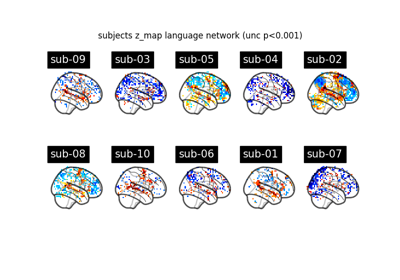 subjects z_map language network (unc p<0.001)
sub-09 sub-03 sub-05 sub-04 sub-02
sub-08 sub-10 sub-06 sub-01 sub-07